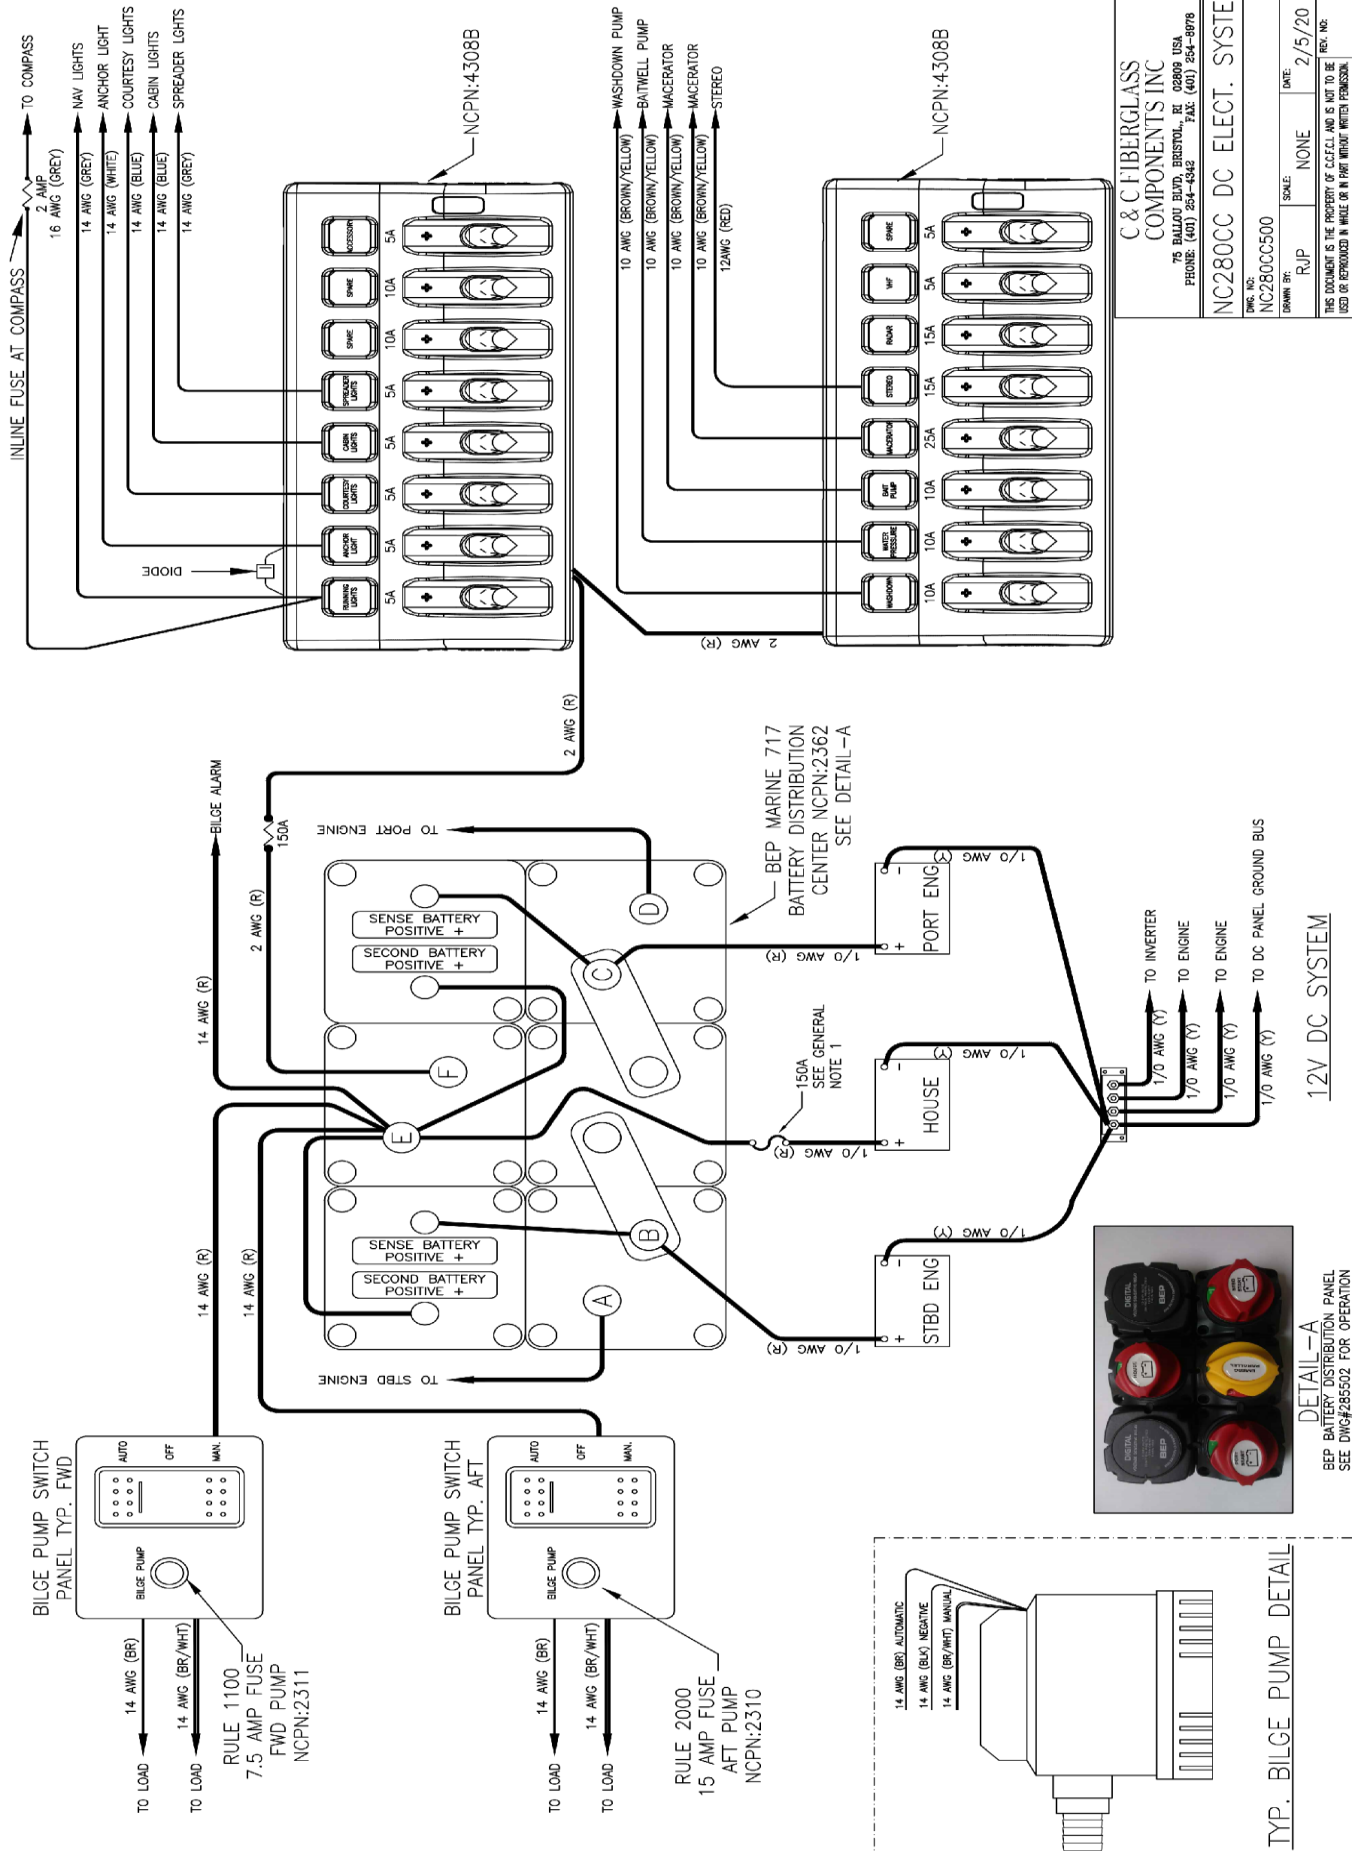 INLINE FUSE AT COMPASS
TO COMPASS
2 AMP
16 AWG (GREY)
NAV LIGHTS
14 AWG (GREY)
ANCHOR LIGHT
14 AWG (WHITE)
COURTESY LIGHTS
14 AWG (BLUE)
CABIN LIGHTS
14 AWG (BLUE)
SPREADER LGHTS
14 AWG (GREY)
DIODE
NCPN:4308B
RUNNING
LIGHTS
5A
ANCHOR
LIGHT
5A
COURTESY
LIGHTS
5A
CABIN
LIGHTS
5A
SPREADER
LIGHTS
5A
SPARE
10A
SPARE
10A
ACCESSORY
5A
2 AWG (R)
WASHDOWN PUMP
10 AWG (BROWN/YELLOW)
BAITWELL PUMP
10 AWG (BROWN/YELLOW)
MACERATOR
10 AWG (BROWN/YELLOW)
MACERATOR
10 AWG (BROWN/YELLOW)
STEREO
12AWG (RED)
NCPN:4308B
WASHDOWN
10A
WATER
PRESSURE
10A
BAIT
PUMP
10A
MACERATOR
25A
STEREO
15A
RADAR
15A
VHF
5A
SPARE
5A
C & C FIBERGLASS
COMPONENTS INC
75 BALLOU BLVD, BRISTOL,, RI 02809 USA
PHONE: (401) 254-4342 FAX: (401) 254-8978
NC280CC DC ELECT. SYSTE
DWG. NO:
NC280CC500
DRAWN BY:
RJP
SCALE:
NONE
DATE:
2/5/20
REV. NO:
THIS DOCUMENT IS THE PROPERTY OF C.C.F.C.I. AND IS NOT TO BE
USED OR REPRODUCED IN WHOLE OR IN PART WITHOUT WRITTEN PERMISSION.
BILGE ALARM
14 AWG (R)
2 AWG (R)
150A
2 AWG (R)
TO PORT ENGINE
SENSE BATTERY
POSITIVE +
SECOND BATTERY
POSITIVE +
D
C
F
E
B
A
SENSE BATTERY
POSITIVE +
SECOND BATTERY
POSITIVE +
TO STBD ENGINE
14 AWG (R)
14 AWG (R)
BEP MARINE 717
BATTERY DISTRIBUTION
CENTER NCPN:2362
SEE DETAIL-A
1/0 AWG (R)
150A
SEE GENERAL
NOTE 1
1/0 AWG (R)
1/0 AWG (R)
+ -
PORT ENG
+ -
HOUSE
+ -
STBD ENG
1/0 AWG (Y)
1/0 AWG (Y)
1/0 AWG (Y)
TO INVERTER
1/0 AWG (Y)
TO ENGINE
1/0 AWG (Y)
TO ENGINE
1/0 AWG (Y)
TO DC PANEL GROUND BUS
1/0 AWG (Y)
12V DC SYSTEM
BILGE PUMP SWITCH
PANEL TYP. FWD
AUTO
OFF
MAN.
BILGE PUMP
14 AWG (BR)
TO LOAD
14 AWG (BR/WHT)
TO LOAD
RULE 1100
7.5 AMP FUSE
FWD PUMP
NCPN:2311
BILGE PUMP SWITCH
PANEL TYP. AFT
AUTO
OFF
MAN.
BILGE PUMP
14 AWG (BR)
TO LOAD
14 AWG (BR/WHT)
TO LOAD
RULE 2000
15 AMP FUSE
AFT PUMP
NCPN:2310
14 AWG (BR) AUTOMATIC
14 AWG (BLK) NEGATIVE
14 AWG (BR/WHT) MANUAL
TYP. BILGE PUMP DETAIL
DIGITAL
BEP
DIGITAL
BEP
DETAIL-A
BEP BATTERY DISTRIBUTION PANEL
SEE DWG#285502 FOR OPERATION